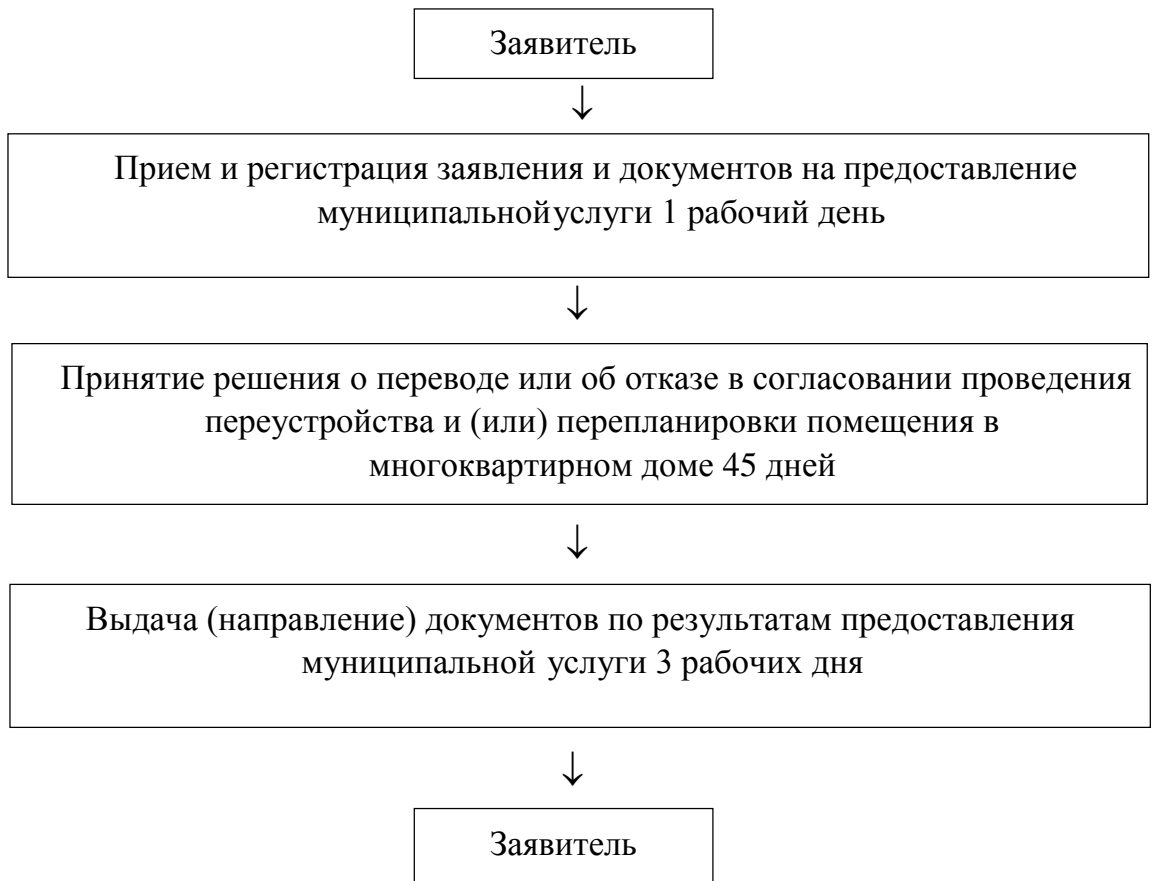 Заявитель
↓
Прием и регистрация заявления и документов на предоставление
муниципальнойуслуги 1 рабочий день
↓
Принятие решения о переводе или об отказе в согласовании проведения
переустройства и (или) перепланировки помещения в
многоквартирном доме 45 дней
↓
Выдача (направление) документов по результатам предоставления
муниципальной услуги 3 рабочих дня
↓
Заявитель